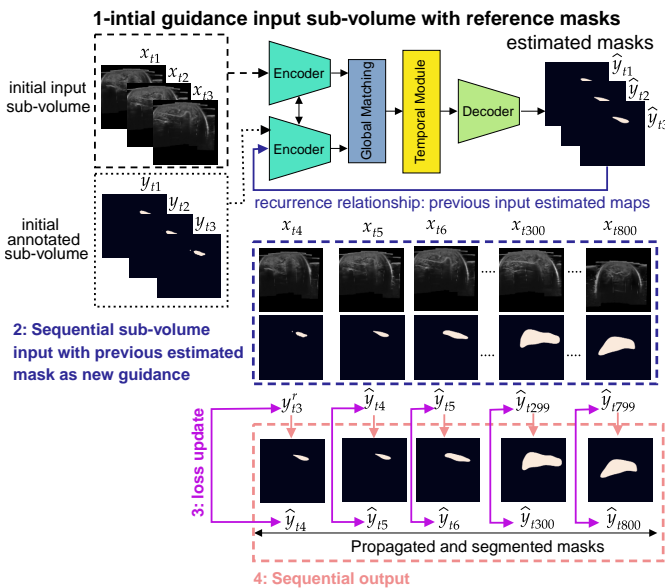 1-intial guidance input sub-volume with reference masks
estimated masks
x_{t1}
x_{t2}
x_{t3}
initial input
sub-volume
Encoder
Encoder
Global Matching
Temporal Module
Decoder
ŷ_{t1}
ŷ_{t2}
ŷ_{t3}
y_{t1}
y_{t2}
y_{t3}
initial
annotated
sub-volume
recurrence relationship: previous input estimated maps
x_{t4} x_{t5} x_{t6} x_{t300} x_{t800}
.... ....
2: Sequential sub-volume
input with previous estimated
mask as new guidance
.... ....
y^r_{t3} ŷ_{t4} ŷ_{t5} ŷ_{t299} ŷ_{t799}
3: loss update
ŷ_{t4} ŷ_{t5} ŷ_{t6} ŷ_{t300} ŷ_{t800}
Propagated and segmented masks
4: Sequential output